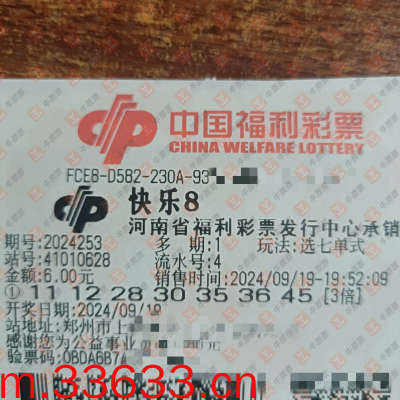 中国福利彩票
CHINA WELFARE LOTTERY
FCEB-D582-230A-93
快乐8
河南省福利彩票发行中心承销
期号:2024253 多期:1 玩法:选七单式
站号:41010628 流水号:4
金额:6.00元 销售时间:2024/09/19-19:52:09
① 11 12 28 30 35 36 45 [3倍]
开奖日期:2024/09/19
站地址:郑州市上
感谢您为公益事业
验票码:0BDA6B7A
m.33633.cn